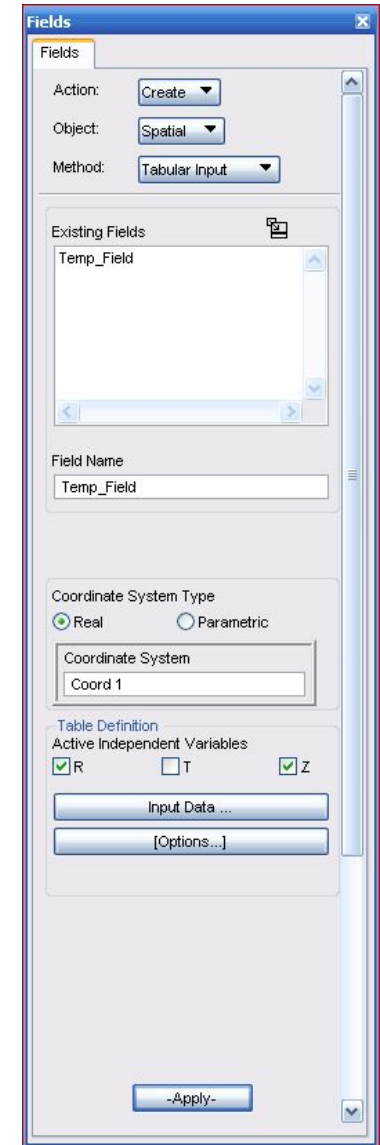 Fields
Fields
Action: Create
Object: Spatial
Method: Tabular Input
Existing Fields
Temp_Field
Field Name
Temp_Field
Coordinate System Type
Real Parametric
Coordinate System
Coord 1
Table Definition
Active Independent Variables
R T Z
Input Data ...
[Options...]
-Apply-